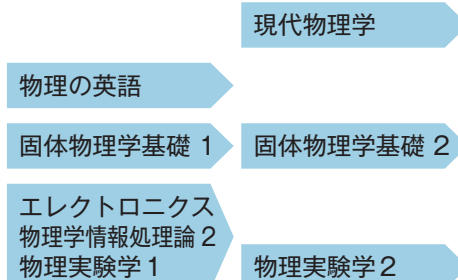 現代物理学
物理の英語
固体物理学基礎 1
固体物理学基礎 2
エレクトロニクス
物理学情報処理論 2
物理実験学 1
物理実験学 2